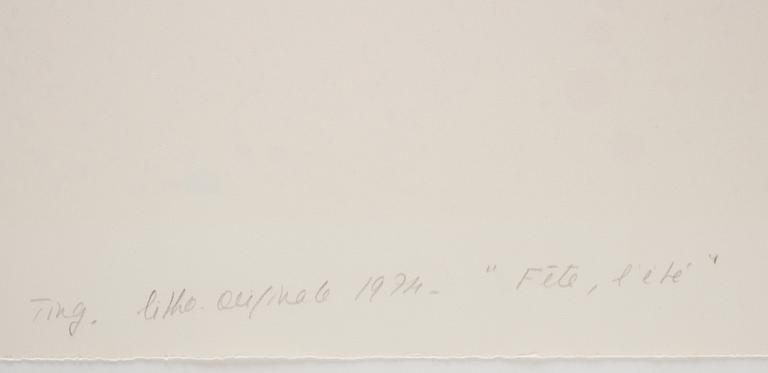 Ting. litho. originale 1974- " Fête, l'été "